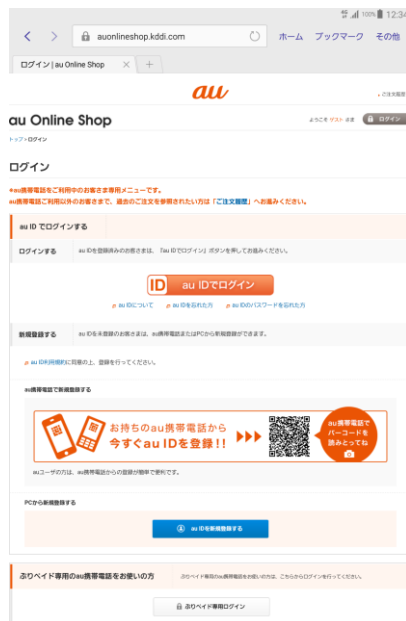 100% 12:34
auonlineshop.kddi.com
ホーム ブックマーク その他
ログイン | au Online Shop
au
ご注文履歴
au Online Shop
ようこそ ゲスト さま ログイン
トップ>ログイン
ログイン
※au携帯電話をご利用中のお客さま専用メニューです。
au携帯電話ご利用以外のお客さまで、過去のご注文を参照されたい方は「ご注文履歴」へお進みください。
au ID でログインする
ログインする
au IDを登録済みのお客さまは、「au IDでログイン」ボタンを押してお進みください。
ID au IDでログイン
au IDについて au IDを忘れた方 au IDのパスワードを忘れた方
新規登録する
au IDを未登録のお客さまは、au携帯電話またはPCから新規登録ができます。
au ID利用規約に同意の上、登録を行ってください。
au携帯電話で新規登録する
お持ちのau携帯電話から
今すぐau IDを登録!!
au携帯電話で
バーコードを
読みとってね
auユーザの方は、au携帯電話からの登録が簡単で便利です。
PCから新規登録する
au IDを新規登録する
ぷりペイド専用のau携帯電話をお使いの方
ぷりペイド専用のau携帯電話をお使いの方は、こちらからログインを行ってください。
ぷりペイド専用ログイン